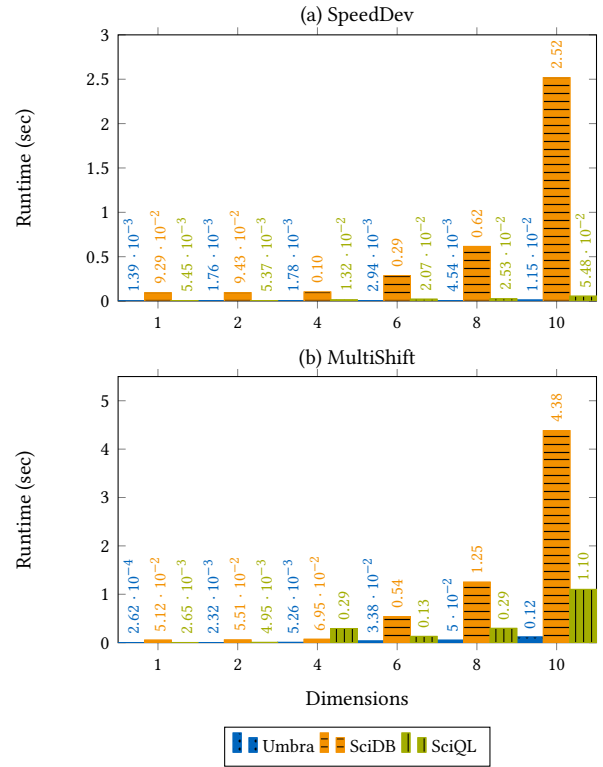 (a) SpeedDev
Runtime (sec)
3
2.5
2
1.5
1
0.5
0
1.39 · 10⁻³
9.29 · 10⁻²
5.45 · 10⁻³
1.76 · 10⁻³
9.43 · 10⁻²
5.37 · 10⁻³
1.78 · 10⁻³
0.10
1.32 · 10⁻²
2.94 · 10⁻³
0.29
2.07 · 10⁻²
4.54 · 10⁻³
0.62
2.53 · 10⁻²
1.15 · 10⁻²
2.52
5.48 · 10⁻²
1 2 4 6 8 10
(b) MultiShift
Runtime (sec)
5
4
3
2
1
0
2.62 · 10⁻⁴
5.12 · 10⁻²
2.65 · 10⁻³
2.32 · 10⁻³
5.51 · 10⁻²
4.95 · 10⁻³
5.26 · 10⁻³
6.95 · 10⁻²
0.29
3.38 · 10⁻²
0.54
0.13
5 · 10⁻²
1.25
0.29
0.12
4.38
1.10
1 2 4 6 8 10
Dimensions
Umbra SciDB SciQL